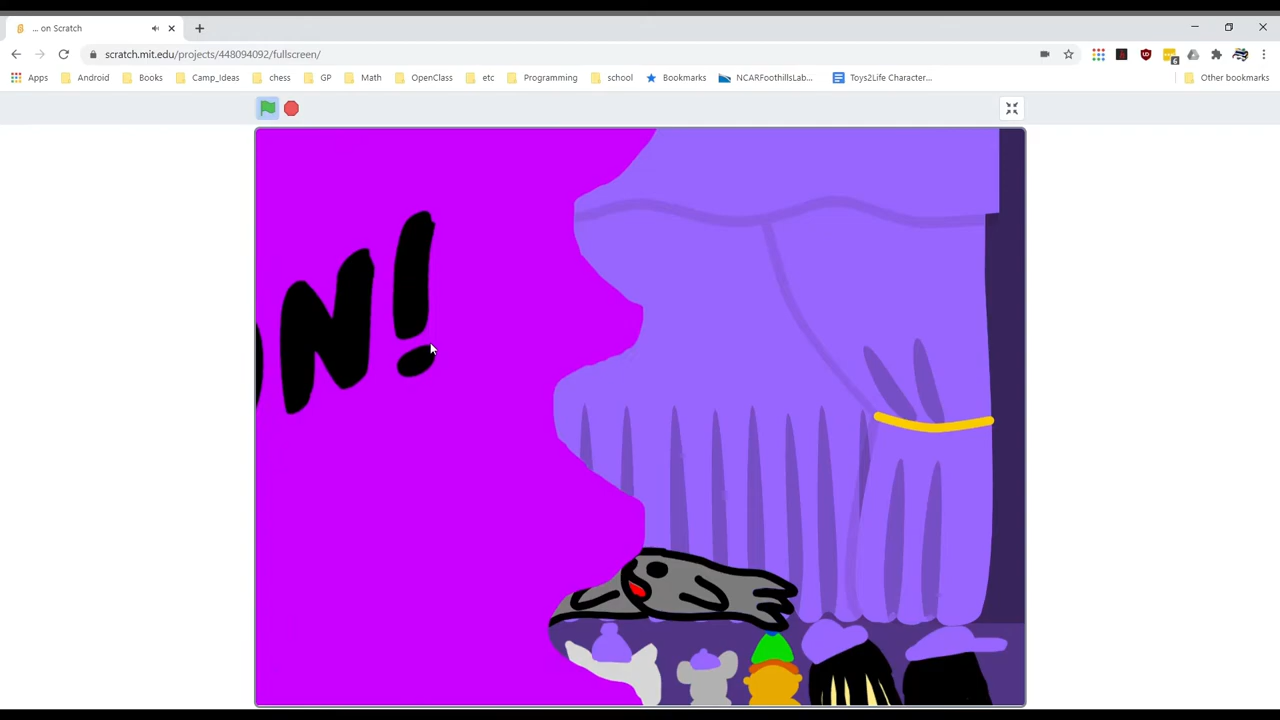 ... on Scratch
scratch.mit.edu/projects/448094092/fullscreen/
Apps Android Books Camp_Ideas chess GP Math OpenClass etc Programming school Bookmarks NCARFoothillsLab... Toys2Life Character... Other bookmarks
6
N!